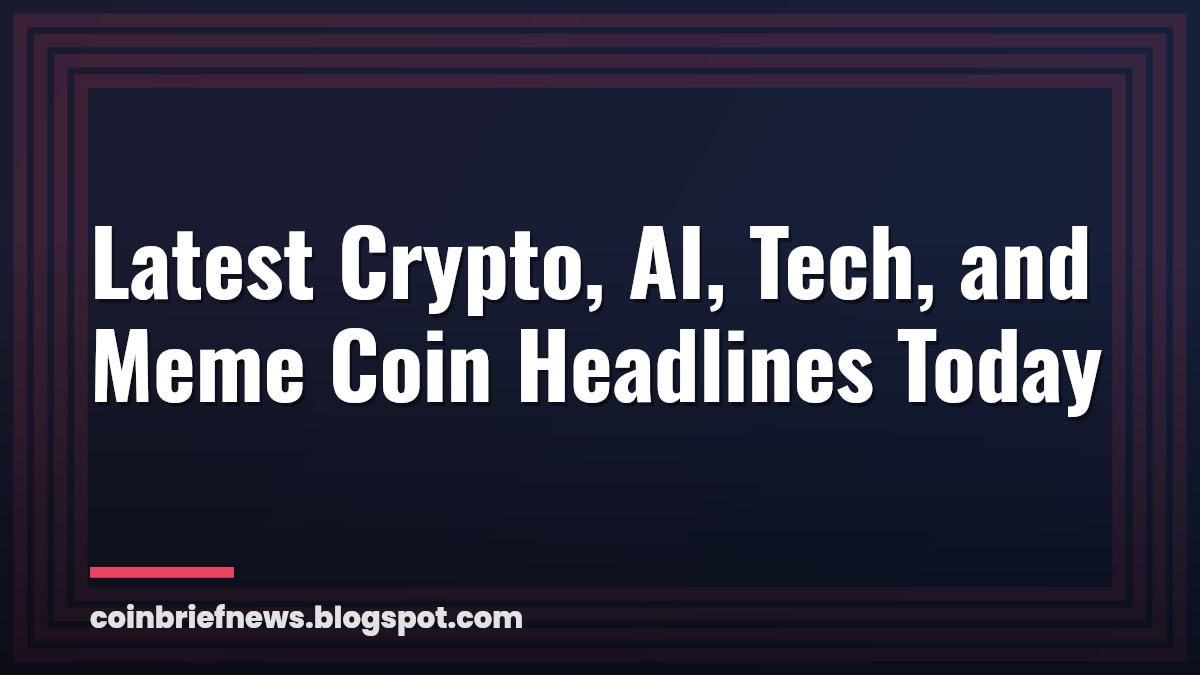 Latest Crypto, AI, Tech, and
Meme Coin Headlines Today
coinbriefnews.blogspot.com